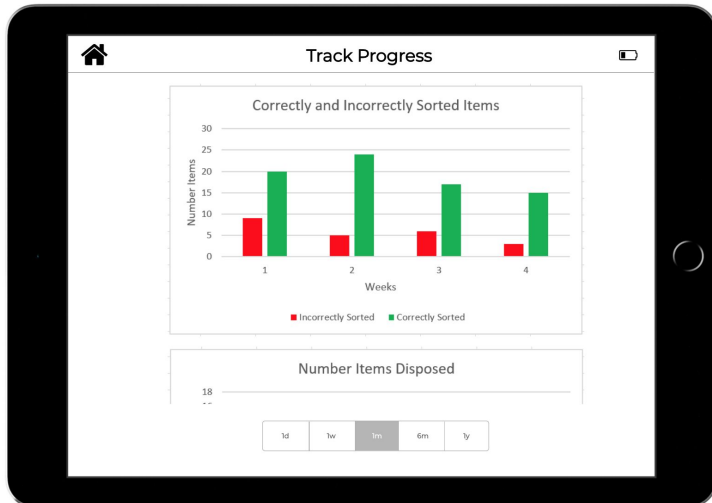 Track Progress
Correctly and Incorrectly Sorted Items
30
25
20
15
10
5
0
Number Items
1 2 3 4
Weeks
Incorrectly Sorted Correctly Sorted
Number Items Disposed
18
1d 1w 1m 6m 1y